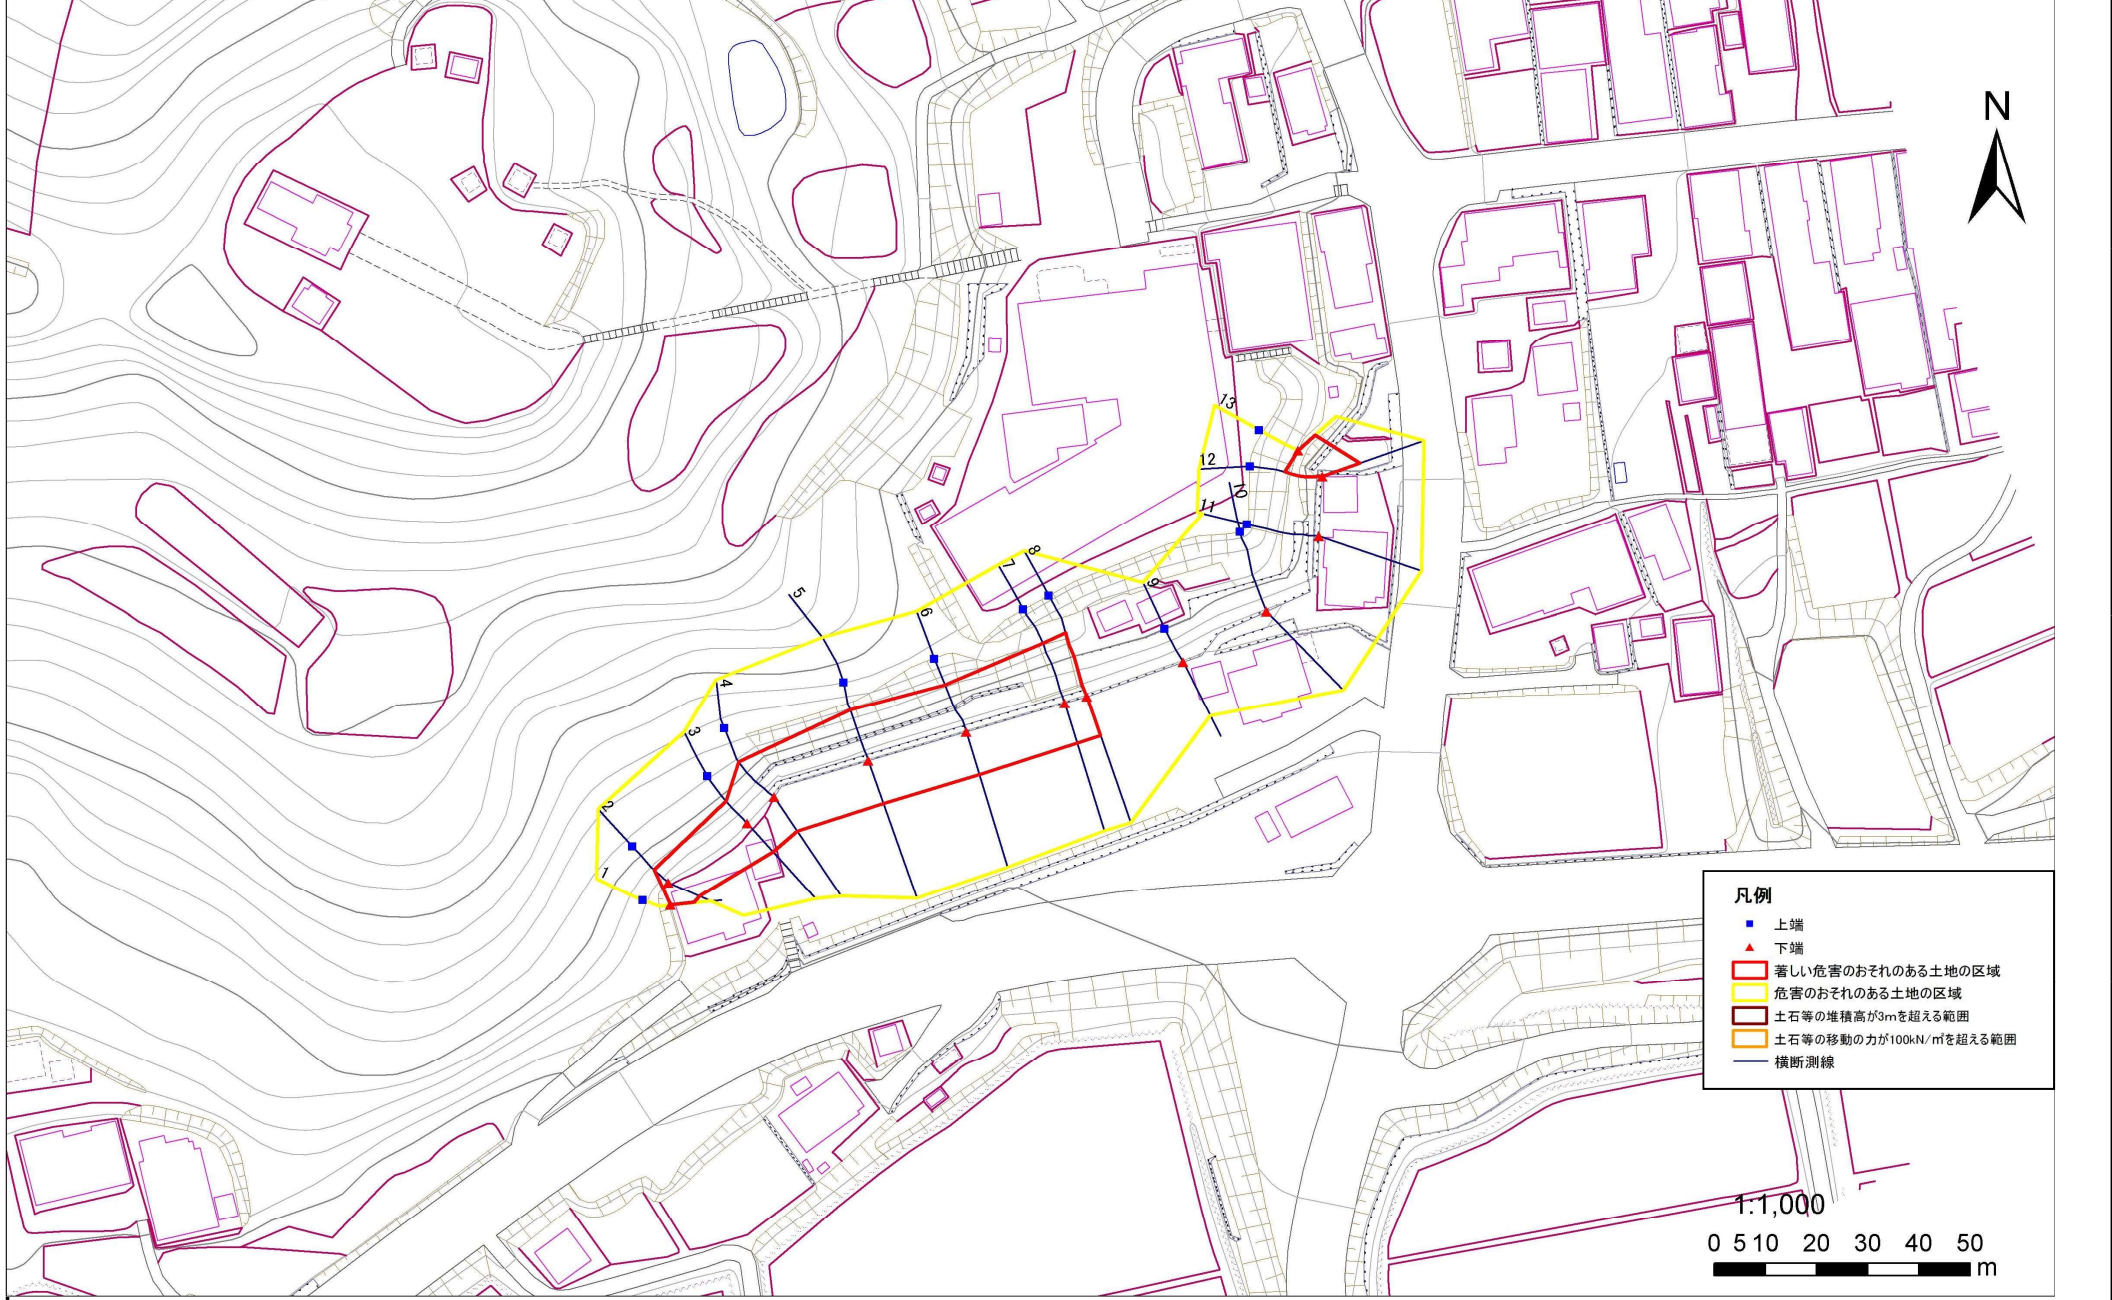 N
13
12
10
11
8
7
9
5
6
4
3
2
1
凡例
上端
下端
著しい危害のおそれのある土地の区域
危害のおそれのある土地の区域
土石等の堆積高が3mを超える範囲
土石等の移動の力が100kN/㎡を超える範囲
横断測線
1:1,000
0 5 10 20 30 40 50
m